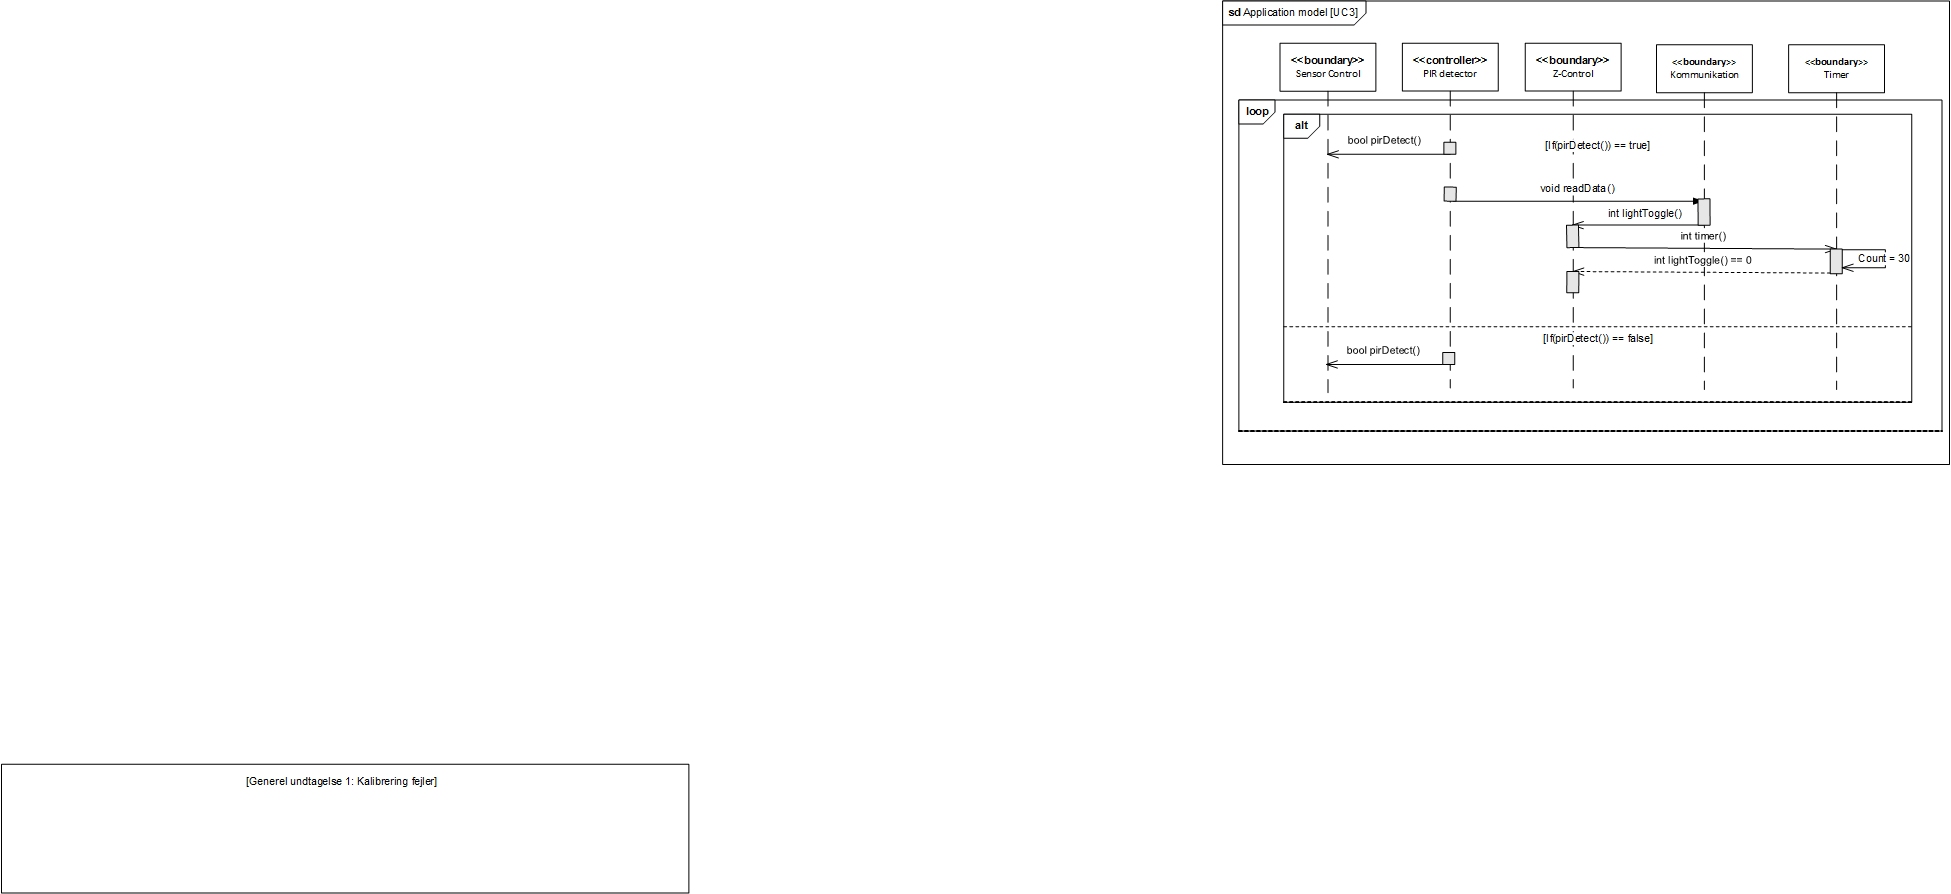 sd Application model [UC3]
<<boundary>>
Sensor Control
<<controller>>
PIR detector
<<boundary>>
Z-Control
<<boundary>>
Kommunikation
<<boundary>>
Timer
loop
alt
bool pirDetect()
[If(pirDetect()) == true]
void readData()
int lightToggle()
int timer()
Count = 30
int lightToggle() == 0
[If(pirDetect()) == false]
bool pirDetect()
[Generel undtagelse 1: Kalibrering fejler]